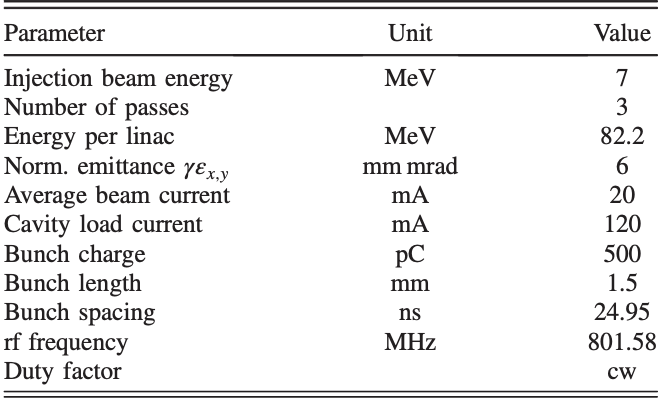 Parameter Unit Value
Injection beam energy MeV 7
Number of passes 3
Energy per linac MeV 82.2
Norm. emittance γεx,y mm mrad 6
Average beam current mA 20
Cavity load current mA 120
Bunch charge pC 500
Bunch length mm 1.5
Bunch spacing ns 24.95
rf frequency MHz 801.58
Duty factor cw